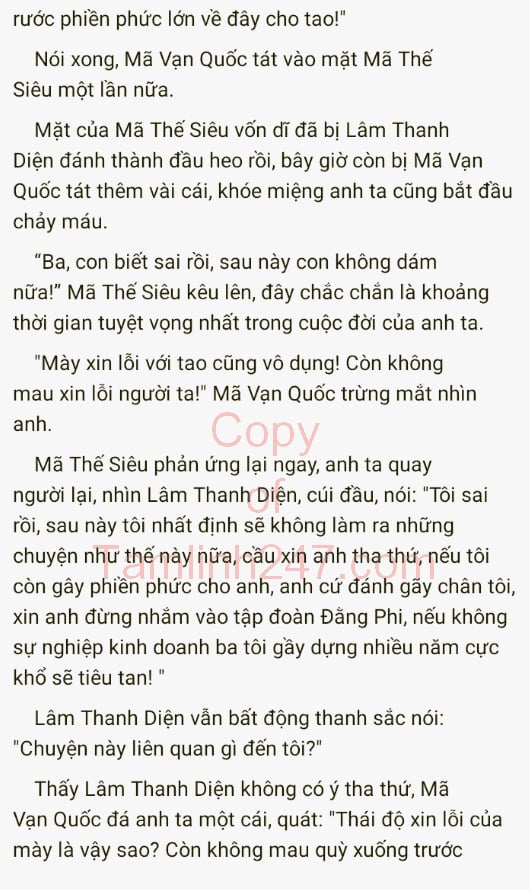 rước phiền phức lớn về đây cho tao!"
Nói xong, Mã Vạn Quốc tát vào mặt Mã Thế
Siêu một lần nữa.
Mặt của Mã Thế Siêu vốn dĩ đã bị Lâm Thanh
Diện đánh thành đầu heo rồi, bây giờ còn bị Mã Vạn
Quốc tát thêm vài cái, khóe miệng anh ta cũng bắt đầu
chảy máu.
“Ba, con biết sai rồi, sau này con không dám
nữa!” Mã Thế Siêu kêu lên, đây chắc chắn là khoảng
thời gian tuyệt vọng nhất trong cuộc đời của anh ta.
"Mày xin lỗi với tao cũng vô dụng! Còn không
mau xin lỗi người ta!" Mã Vạn Quốc trừng mắt nhìn
anh.
Mã Thế Siêu phản ứng lại ngay, anh ta quay
người lại, nhìn Lâm Thanh Diện, cúi đầu, nói: "Tôi sai
rồi, sau này tôi nhất định sẽ không làm ra những
chuyện như thế này nữa, cầu xin anh tha thứ, nếu tôi
còn gây phiền phức cho anh, anh cứ đánh gãy chân tôi,
xin anh đừng nhắm vào tập đoàn Đằng Phi, nếu không
sự nghiệp kinh doanh ba tôi gầy dựng nhiều năm cực
khổ sẽ tiêu tan! "
Lâm Thanh Diện vẫn bất động thanh sắc nói:
"Chuyện này liên quan gì đến tôi?"
Thấy Lâm Thanh Diện không có ý tha thứ, Mã
Vạn Quốc đá anh ta một cái, quát: "Thái độ xin lỗi của
mày là vậy sao? Còn không mau quỳ xuống trước
Copy
of
Tamlinh247.com